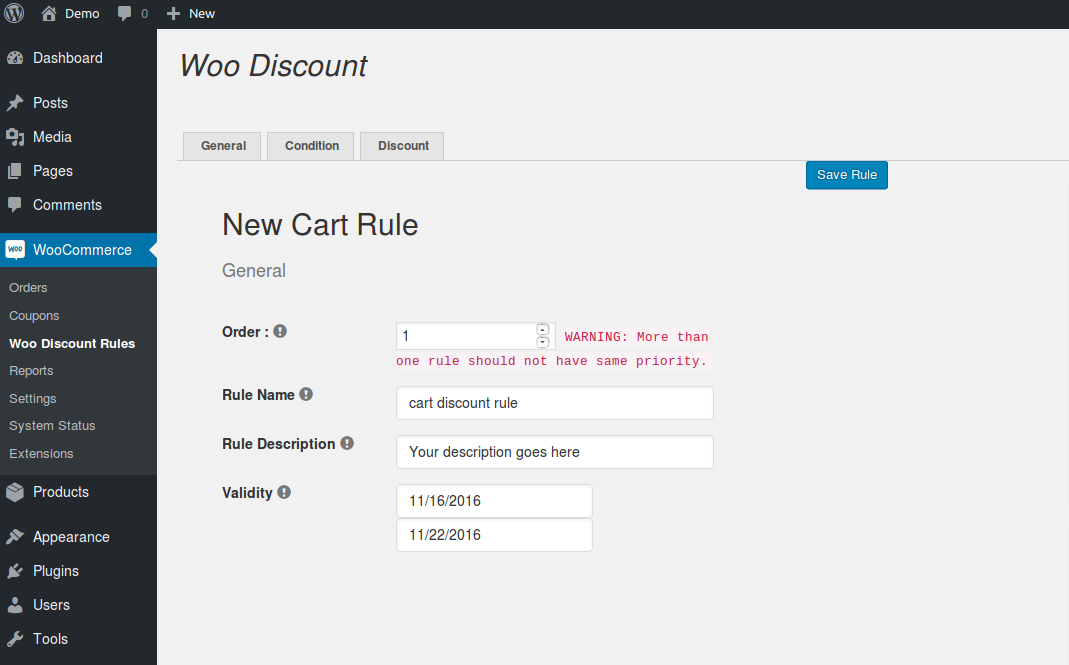 Demo 0 New
Dashboard
Posts
Media
Pages
Comments
WOO WooCommerce
Orders
Coupons
Woo Discount Rules
Reports
Settings
System Status
Extensions
Products
Appearance
Plugins
Users
Tools
Woo Discount
General Condition Discount
Save Rule
New Cart Rule
General
Order : 1 WARNING: More than
one rule should not have same priority.
Rule Name cart discount rule
Rule Description Your description goes here
Validity 11/16/2016
11/22/2016